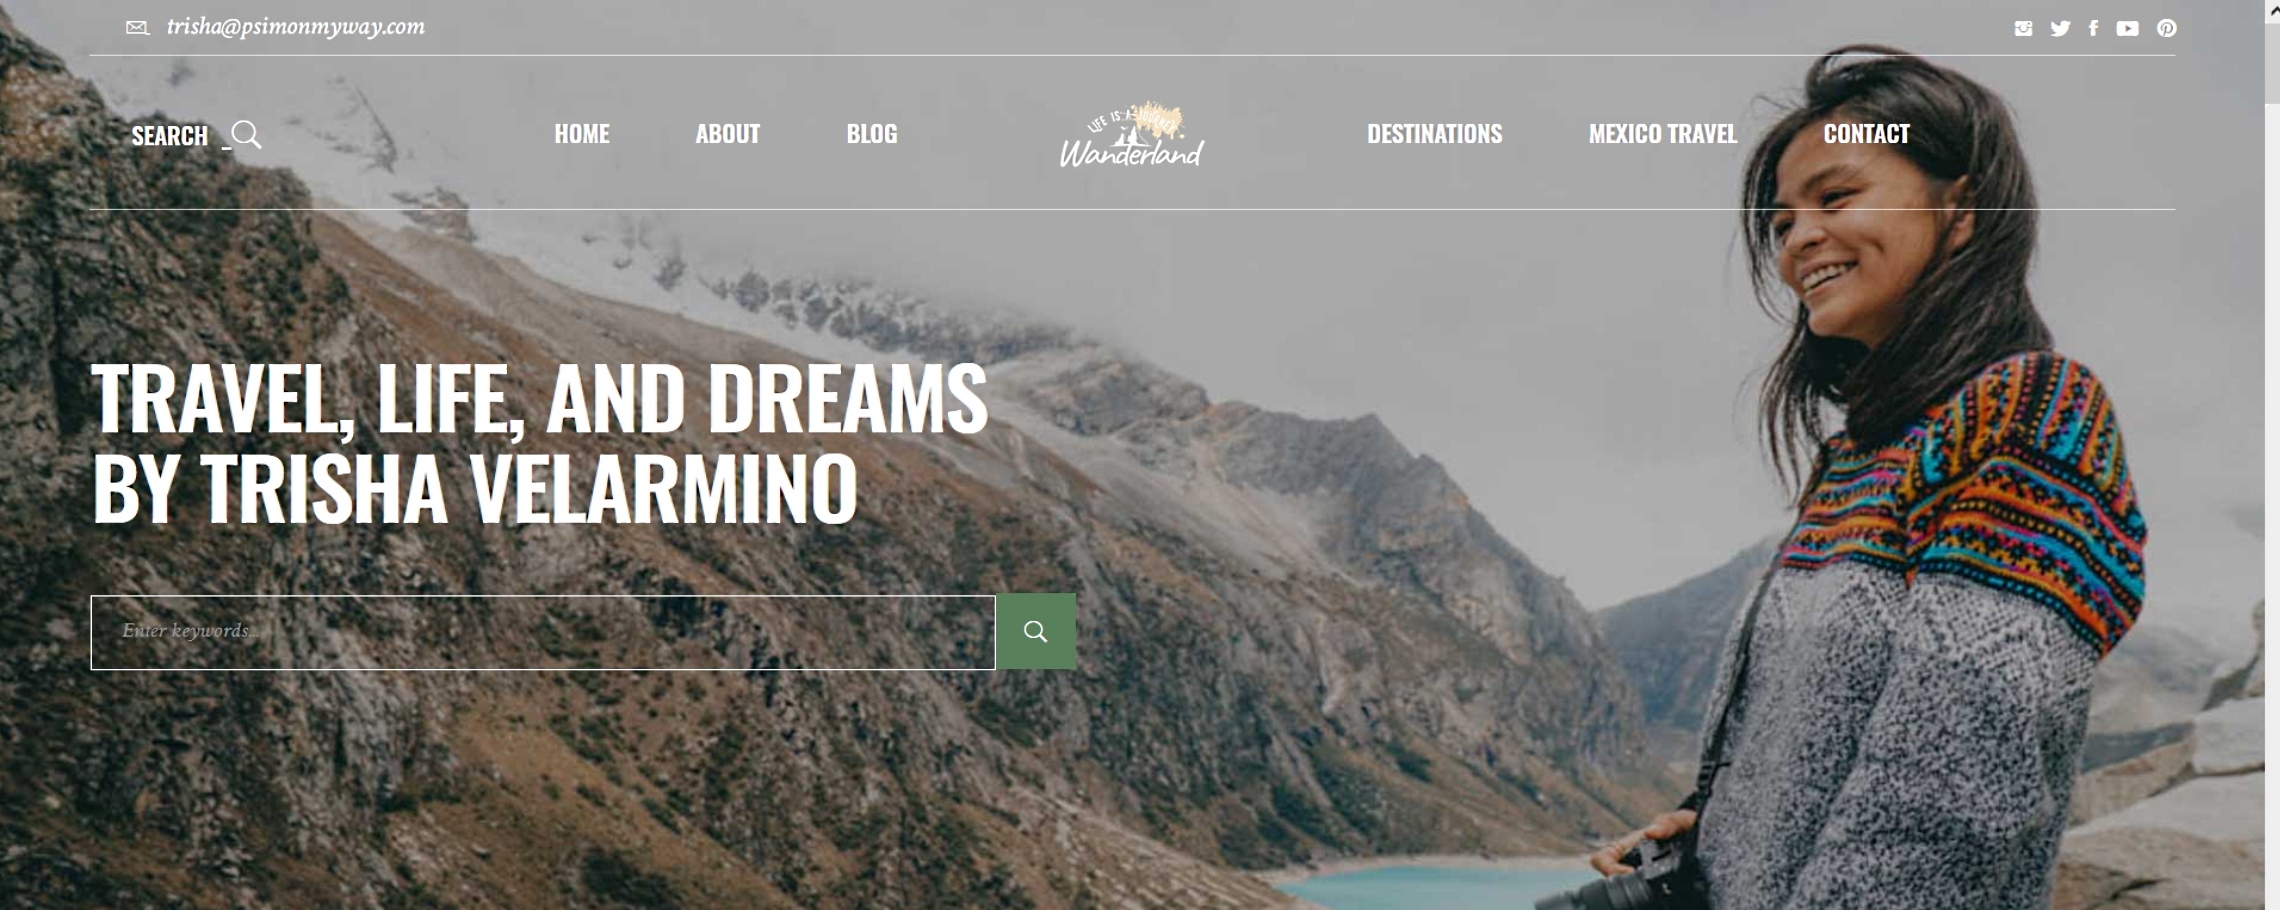 trisha@psimonmyway.com
SEARCH
HOME
ABOUT
BLOG
LIFE IS A JOURNEY
Wanderland
DESTINATIONS
MEXICO TRAVEL
CONTACT
TRAVEL, LIFE, AND DREAMS
BY TRISHA VELARMINO
Enter keywords...